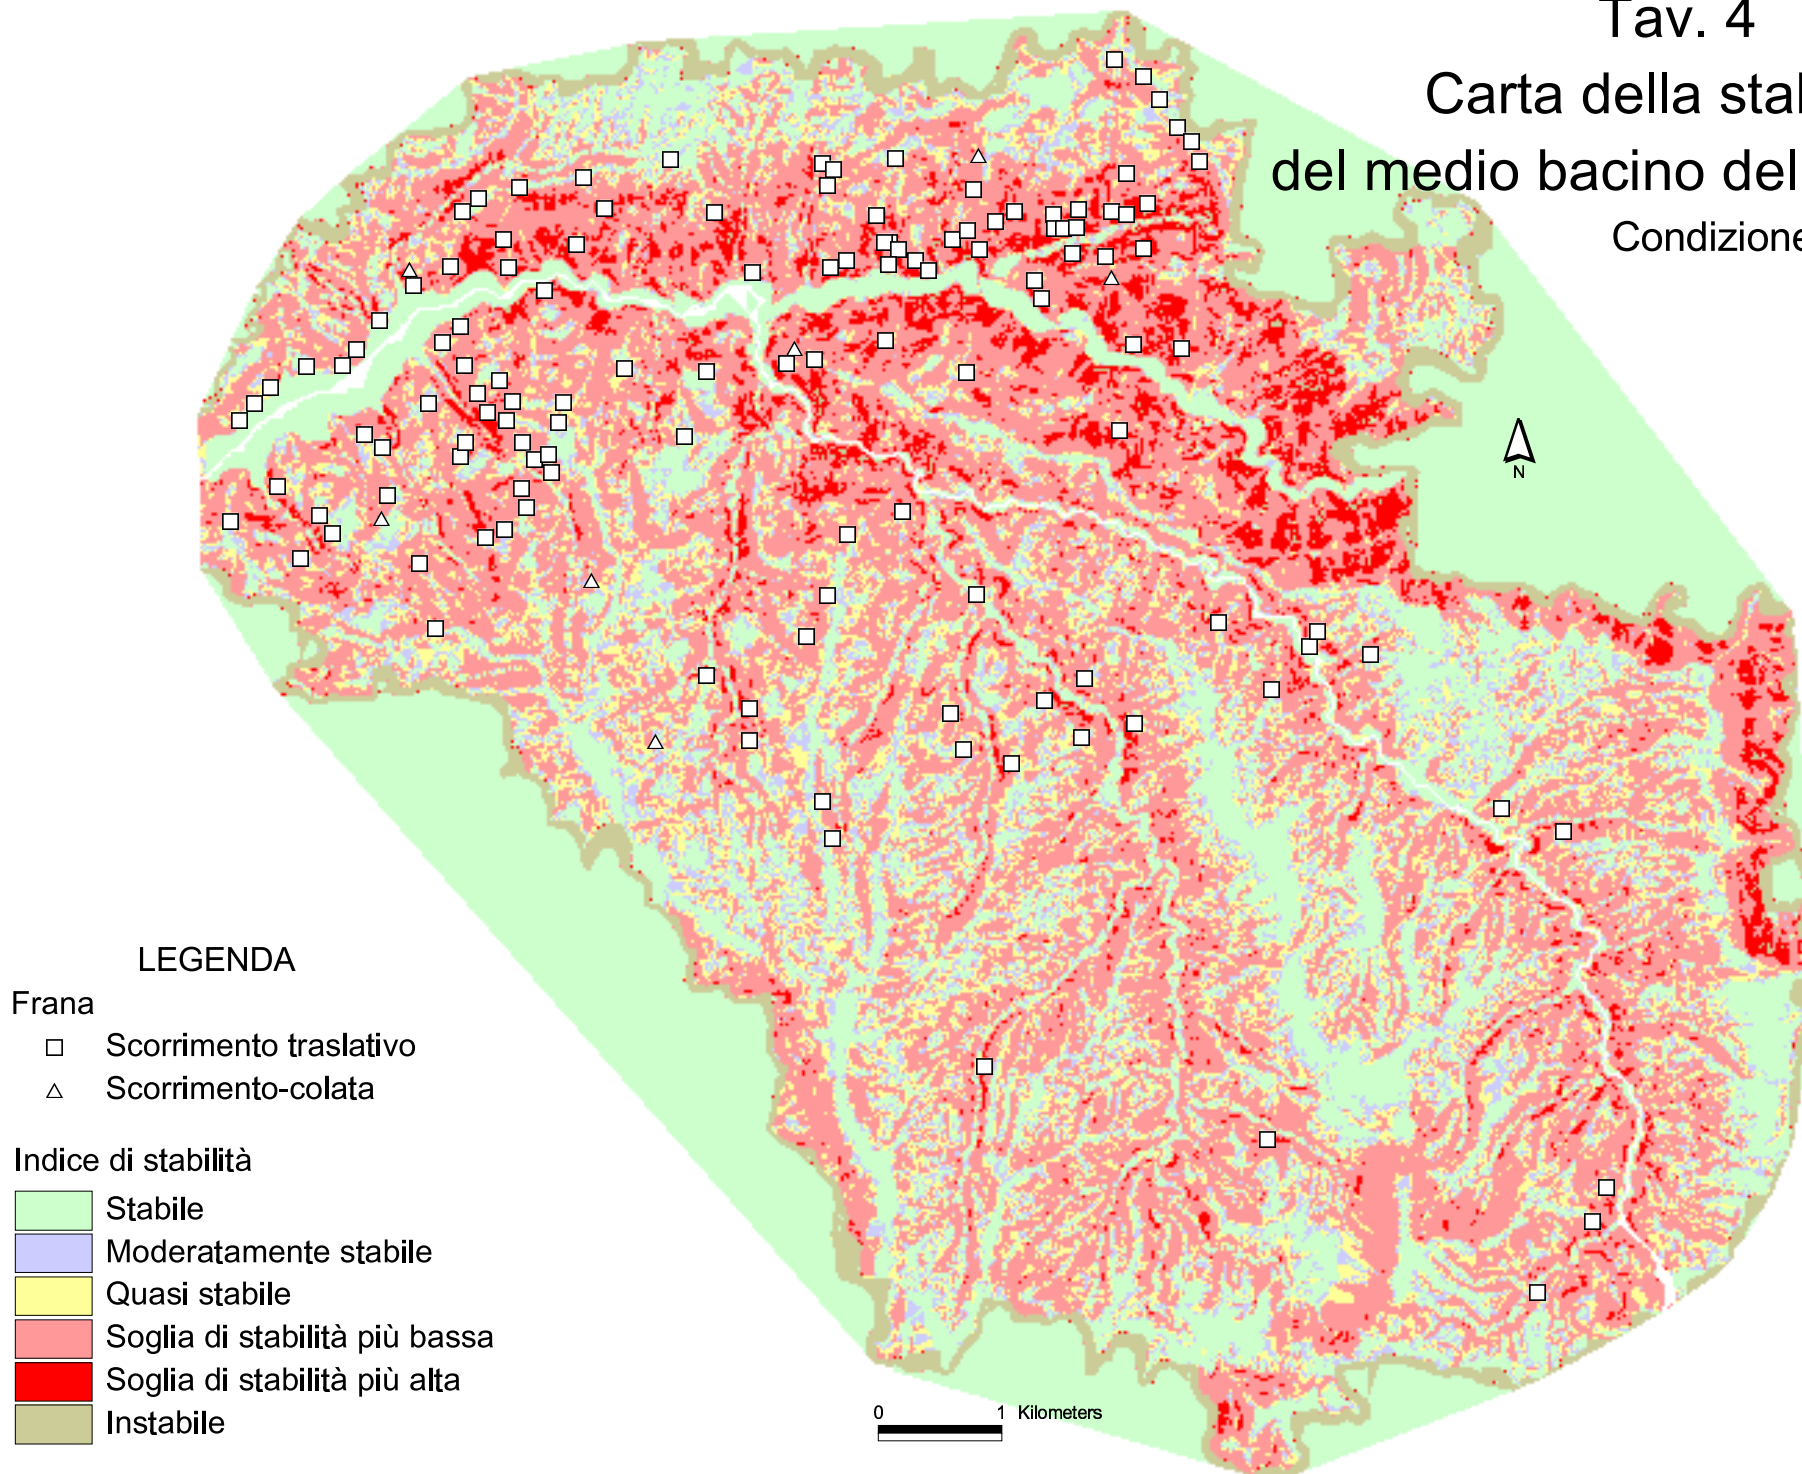 Tav. 4
Carta della stal
del medio bacino del
Condizione
N
LEGENDA
Frana
Scorrimento traslativo
Scorrimento-colata
Indice di stabilità
Stabile
Moderatamente stabile
Quasi stabile
Soglia di stabilità più bassa
Soglia di stabilità più alta
Instabile
0 1 Kilometers